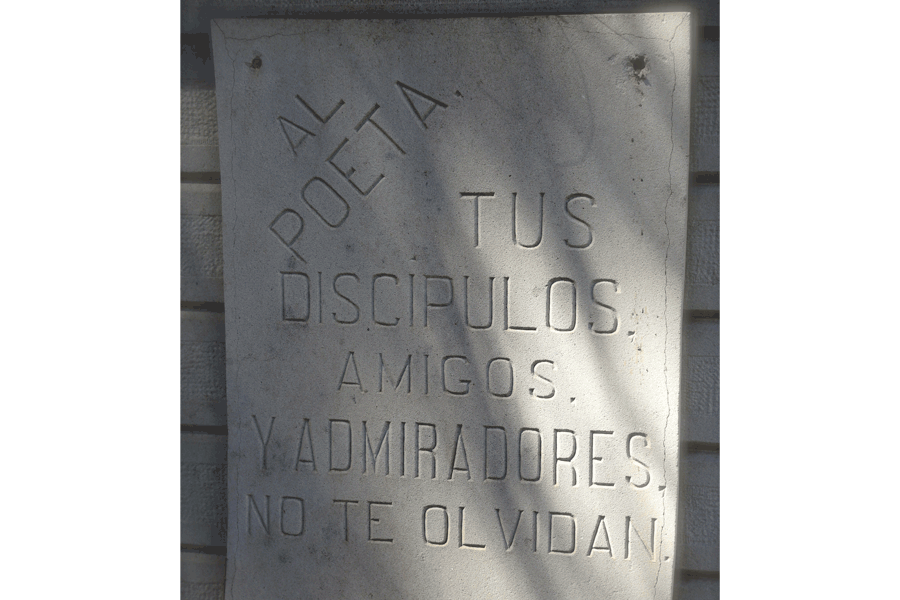 AL
POETA.
TUS
DISCIPULOS,
AMIGOS,
Y ADMIRADORES,
NO TE OLVIDAN.